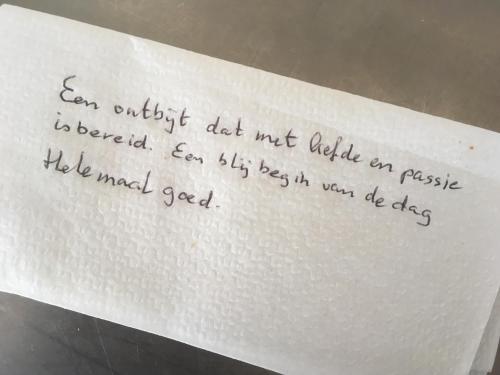 Een ontbijt dat met liefde en passie
is bereid. Een blij begin van de dag
Helemaal goed.